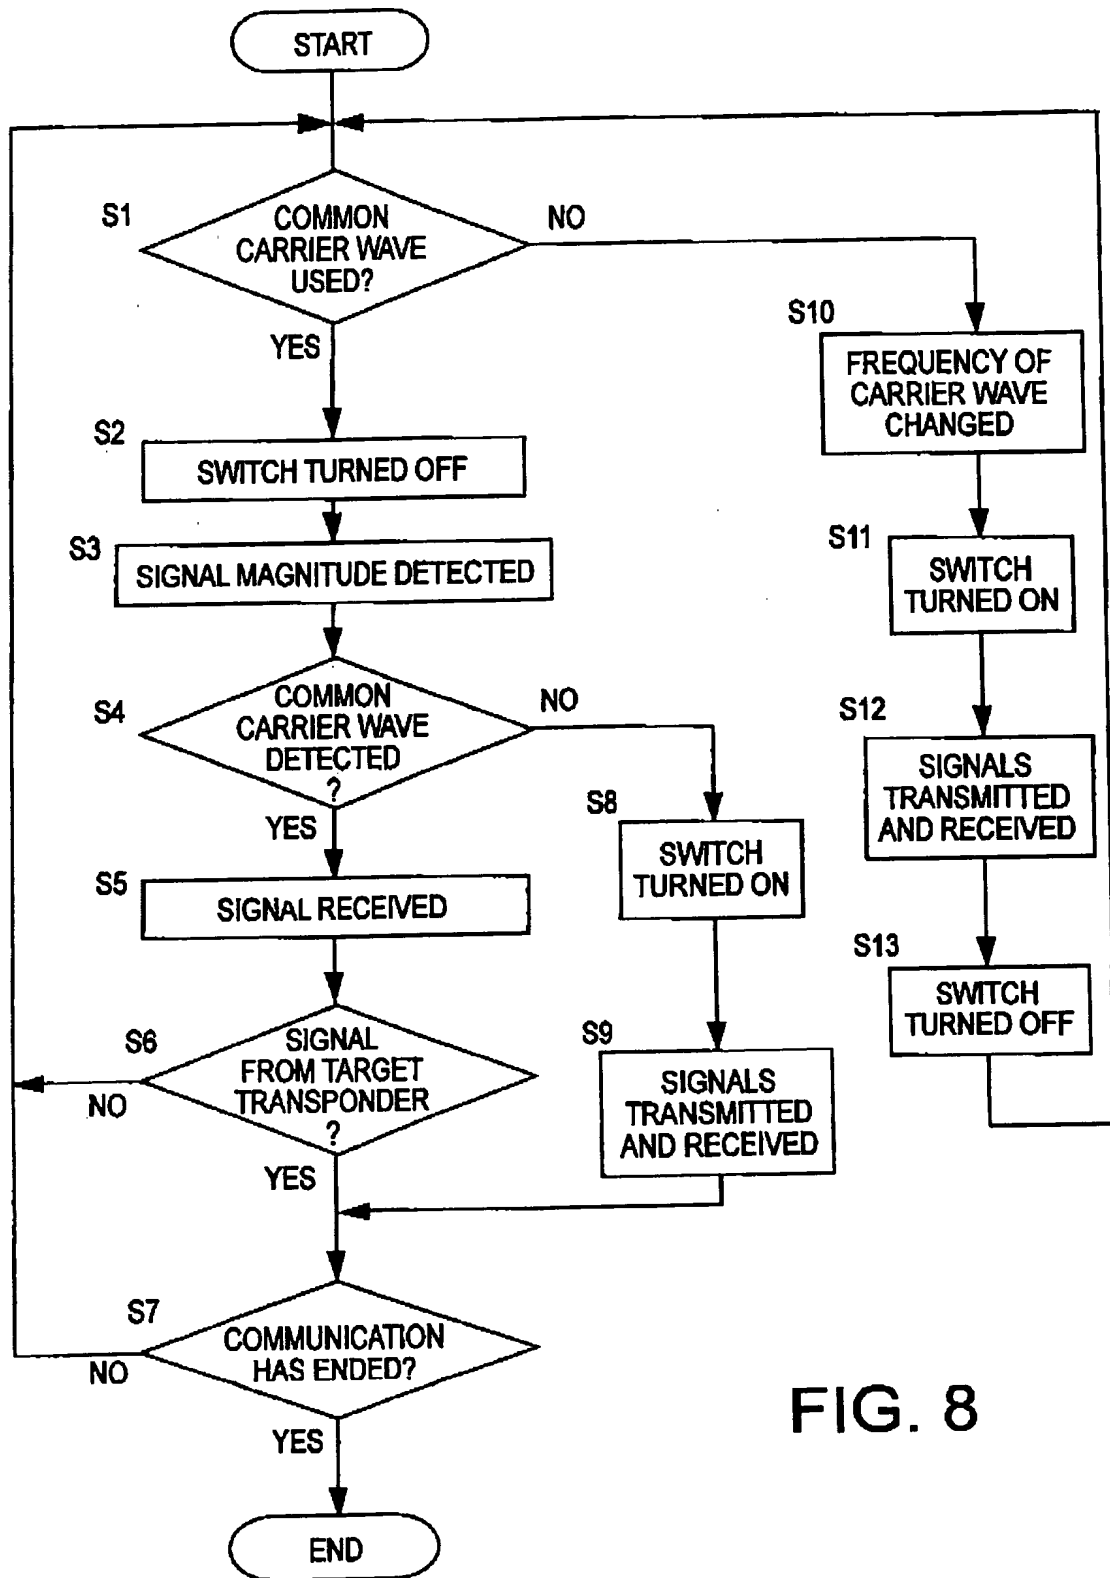 START
S1
COMMON
CARRIER WAVE
USED?
NO
YES
S10
FREQUENCY OF
CARRIER WAVE
CHANGED
S2
SWITCH TURNED OFF
S3
SIGNAL MAGNITUDE DETECTED
S11
SWITCH
TURNED ON
S4
COMMON
CARRIER WAVE
DETECTED
?
NO
YES
S12
SIGNALS
TRANSMITTED
AND RECEIVED
S8
SWITCH
TURNED ON
S5
SIGNAL RECEIVED
S13
SWITCH
TURNED OFF
S6
SIGNAL
FROM TARGET
TRANSPONDER
?
NO
YES
S9
SIGNALS
TRANSMITTED
AND RECEIVED
S7
COMMUNICATION
HAS ENDED?
NO
YES
END
FIG. 8